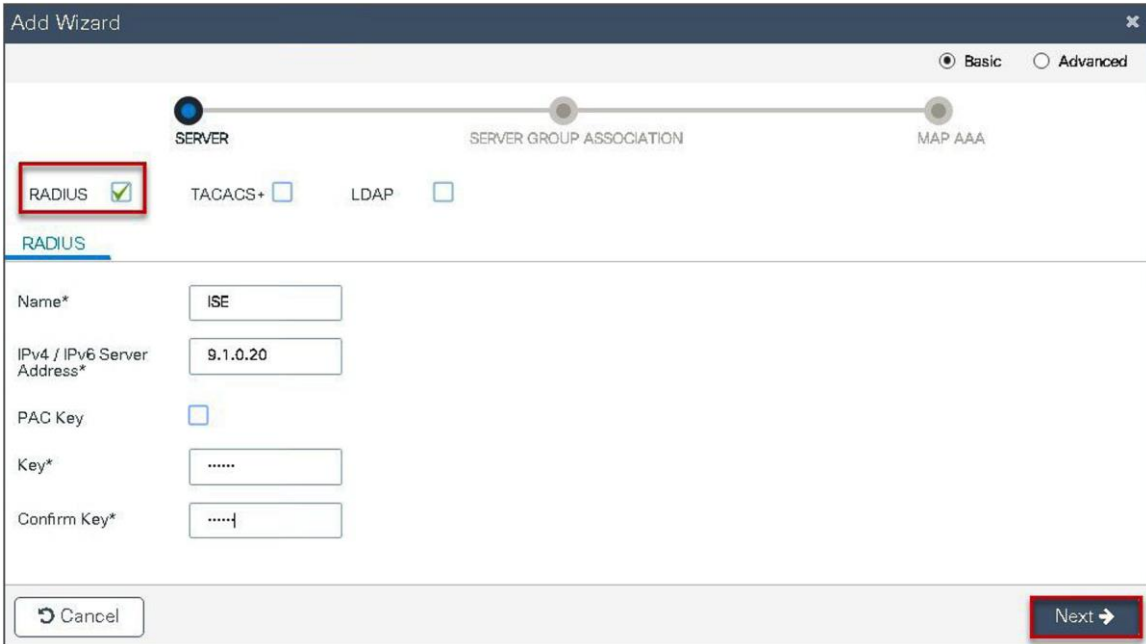 Add Wizard
Basic Advanced
SERVER SERVER GROUP ASSOCIATION MAP AAA
RADIUS TACACS+ LDAP
RADIUS
Name* ISE
IPv4 / IPv6 Server
Address* 9.1.0.20
PAC Key
Key* ••••••
Confirm Key* ••••••
Cancel Next